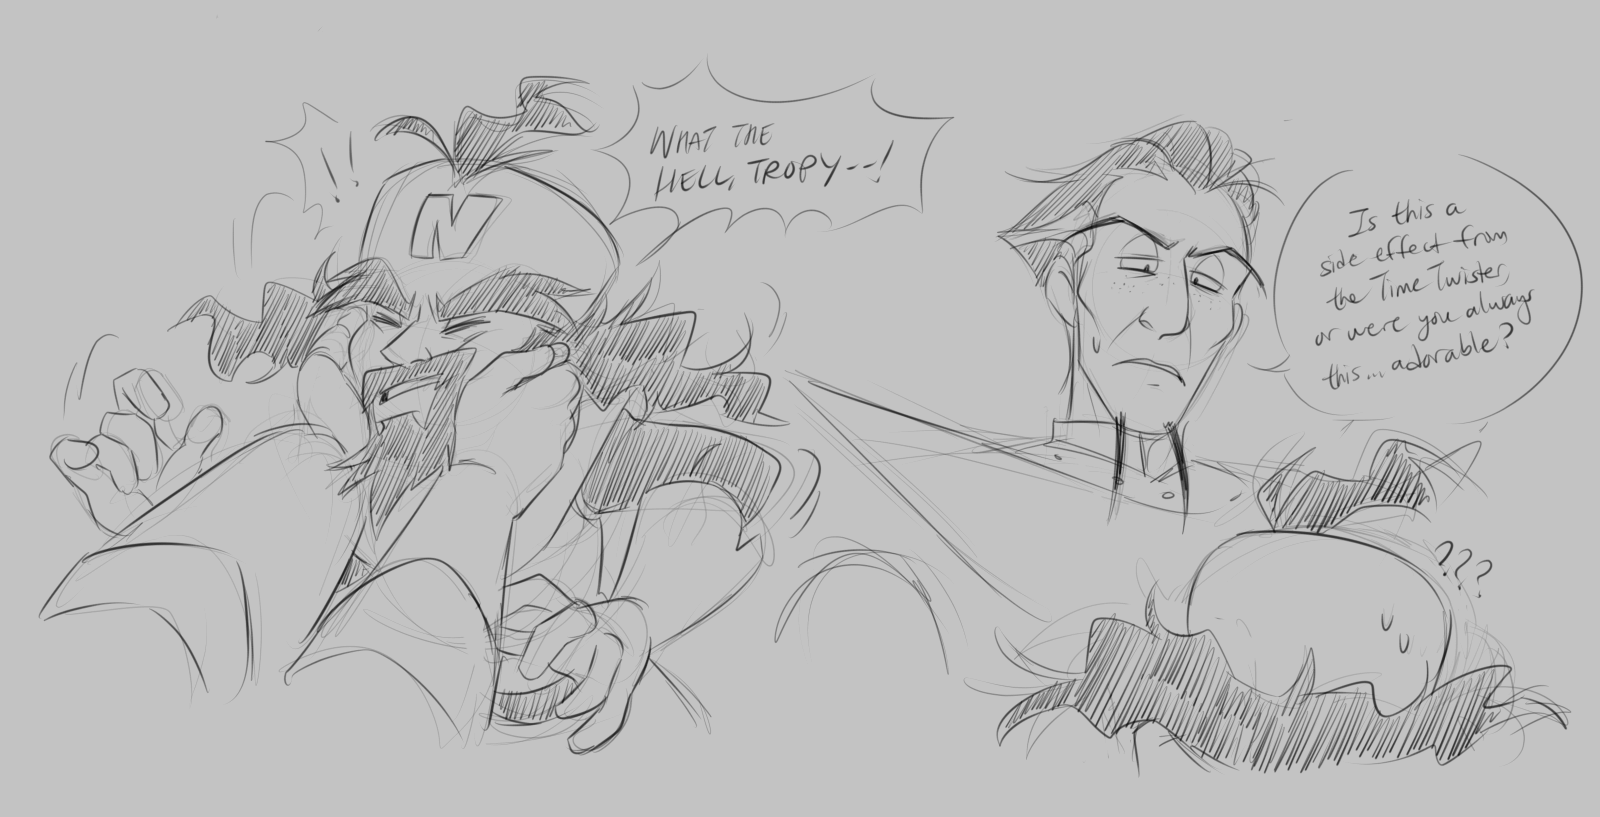 !!
N
WHAT THE
HELL, TROPY--!
Is this a
side effect from
the Time Twister,
or were you always
this... adorable?
???